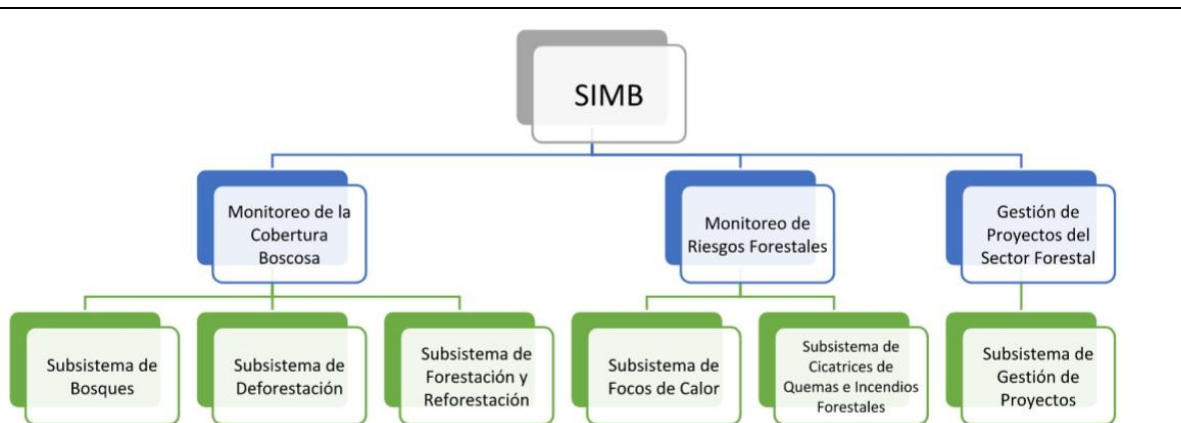 SIMB
Monitoreo de la
Cobertura
Boscosa
Monitoreo de
Riesgos Forestales
Gestión de
Proyectos del
Sector Forestal
Subsistema de
Bosques
Subsistema de
Deforestación
Subsistema de
Forestación y
Reforestación
Subsistema de
Focos de Calor
Subsistema de
Cicatrices de
Quemas e Incendios
Forestales
Subsistema de
Gestión de
Proyectos